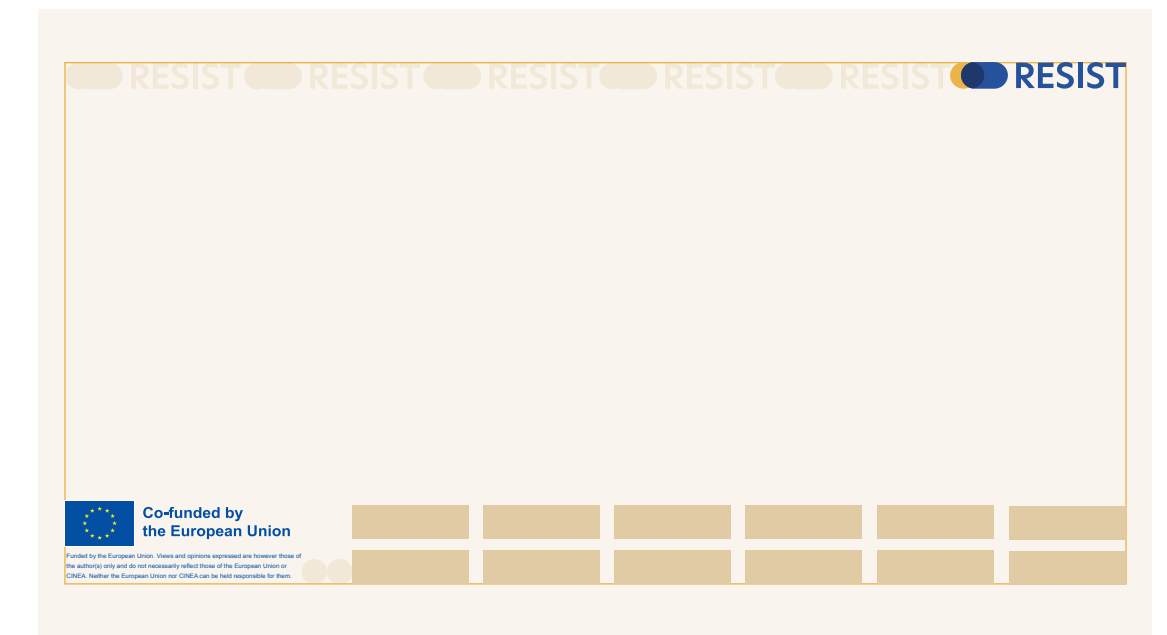 RESIST RESIST RESIST RESIST RESIST RESIST
Co-funded by
the European Union
Funded by the European Union. Views and opinions expressed are however those of
the author(s) only and do not necessarily reflect those of the European Union or
CINEA. Neither the European Union nor CINEA can be held responsible for them.